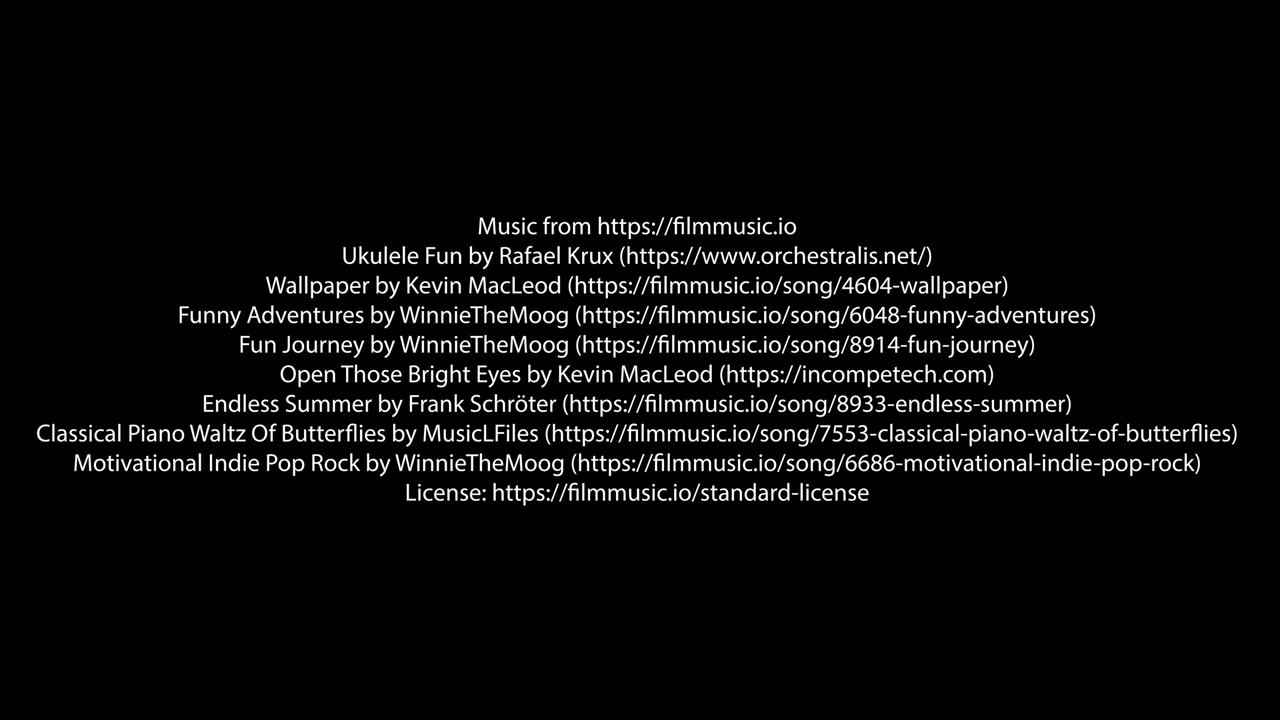 Music from https://filmmusic.io
Ukulele Fun by Rafael Krux (https://www.orchestralis.net/)
Wallpaper by Kevin MacLeod (https://filmmusic.io/song/4604-wallpaper)
Funny Adventures by WinnieTheMoog (https://filmmusic.io/song/6048-funny-adventures)
Fun Journey by WinnieTheMoog (https://filmmusic.io/song/8914-fun-journey)
Open Those Bright Eyes by Kevin MacLeod (https://incompetech.com)
Endless Summer by Frank Schröter (https://filmmusic.io/song/8933-endless-summer)
Classical Piano Waltz Of Butterflies by MusicLFiles (https://filmmusic.io/song/7553-classical-piano-waltz-of-butterflies)
Motivational Indie Pop Rock by WinnieTheMoog (https://filmmusic.io/song/6686-motivational-indie-pop-rock)
License: https://filmmusic.io/standard-license